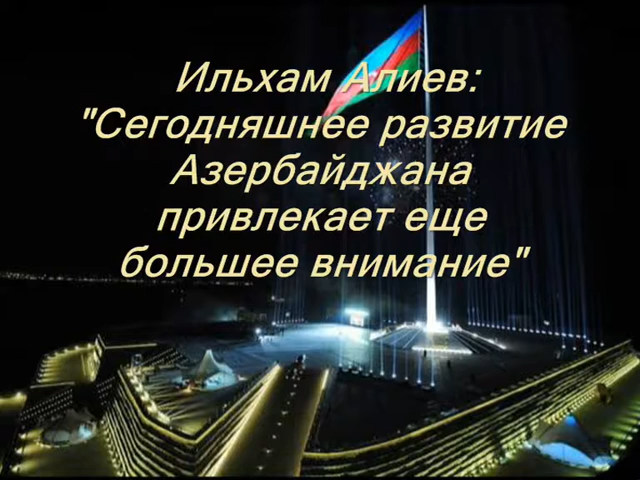 Ильхам Алиев:
"Сегодняшнее развитие
Азербайджана
привлекает еще
большее внимание"